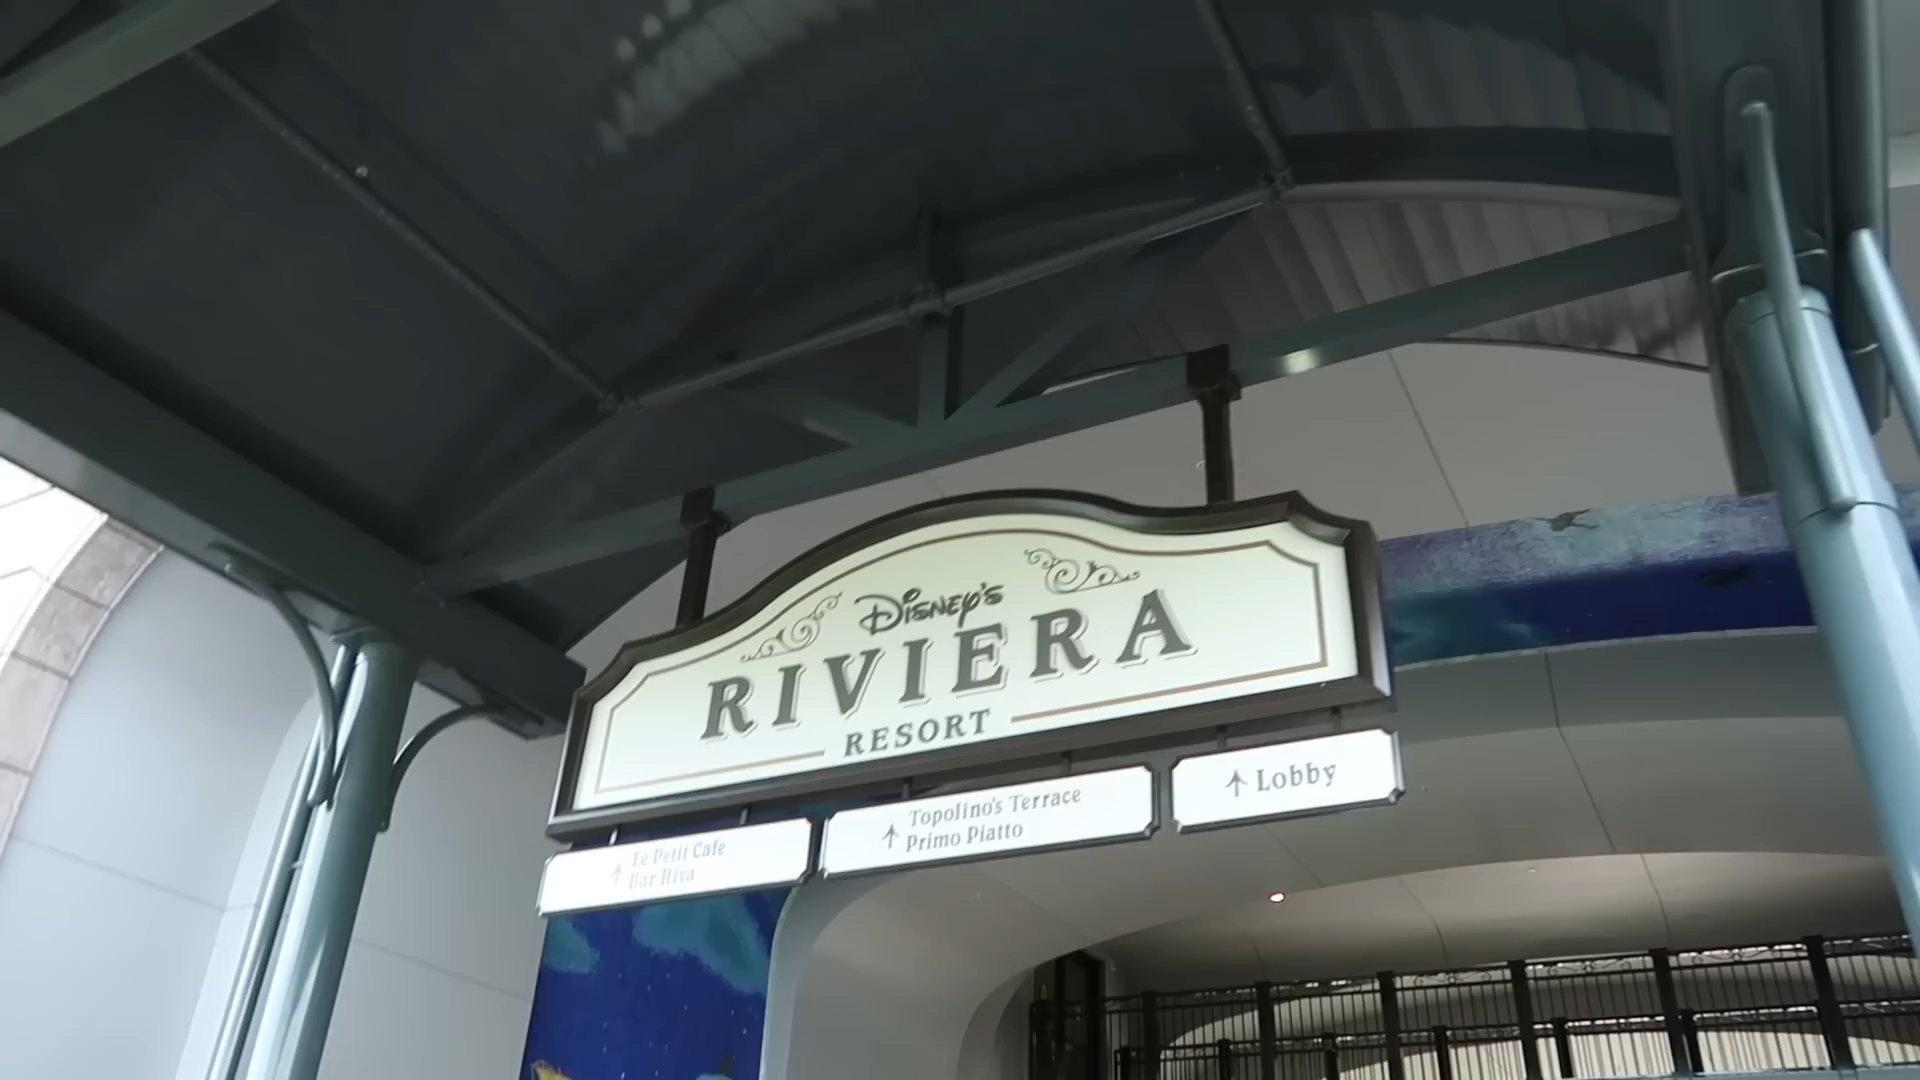 Disney's
RIVIERA
RESORT
Le Petit Cafe
Bar Riva
Topolino's Terrace
Primo Piatto
Lobby